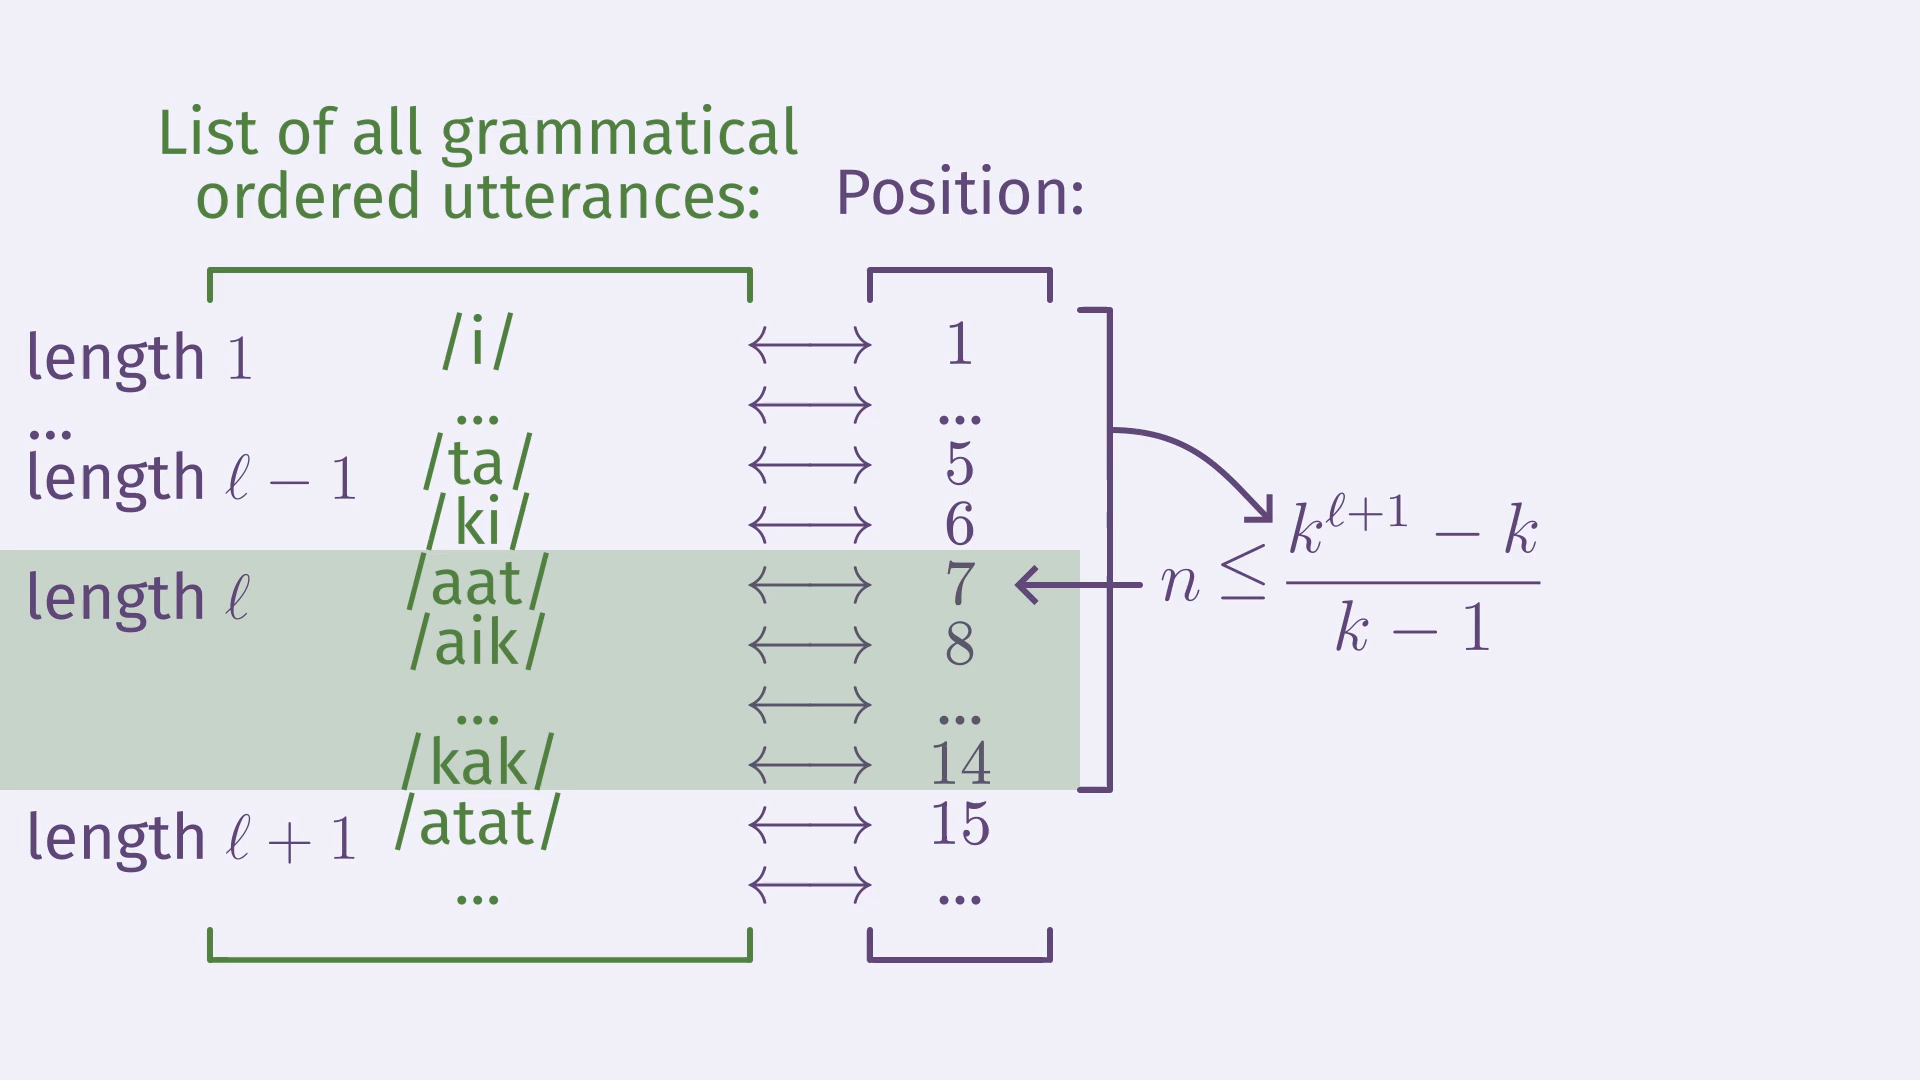 List of all grammatical
ordered utterances:
Position:
length 1 /i/ ⟷ 1
... ... ⟷ ...
length ℓ − 1 /ta/ ⟷ 5
/ki/ ⟷ 6
length ℓ /aat/ ⟷ 7 ← n ≤ \frac{k^{ℓ+1} − k}{k − 1}
/aik/ ⟷ 8
... ⟷ ...
/kak/ ⟷ 14
length ℓ + 1 /atat/ ⟷ 15
... ⟷ ...